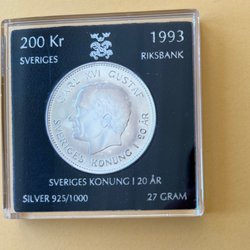 200 Kr 1993
SVERIGES RIKSBANK
CARL XVI GUSTAF
SVERIGES KONUNG I 20 ÅR
SVERIGES KONUNG I 20 ÅR
SILVER 925/1000 27 GRAM